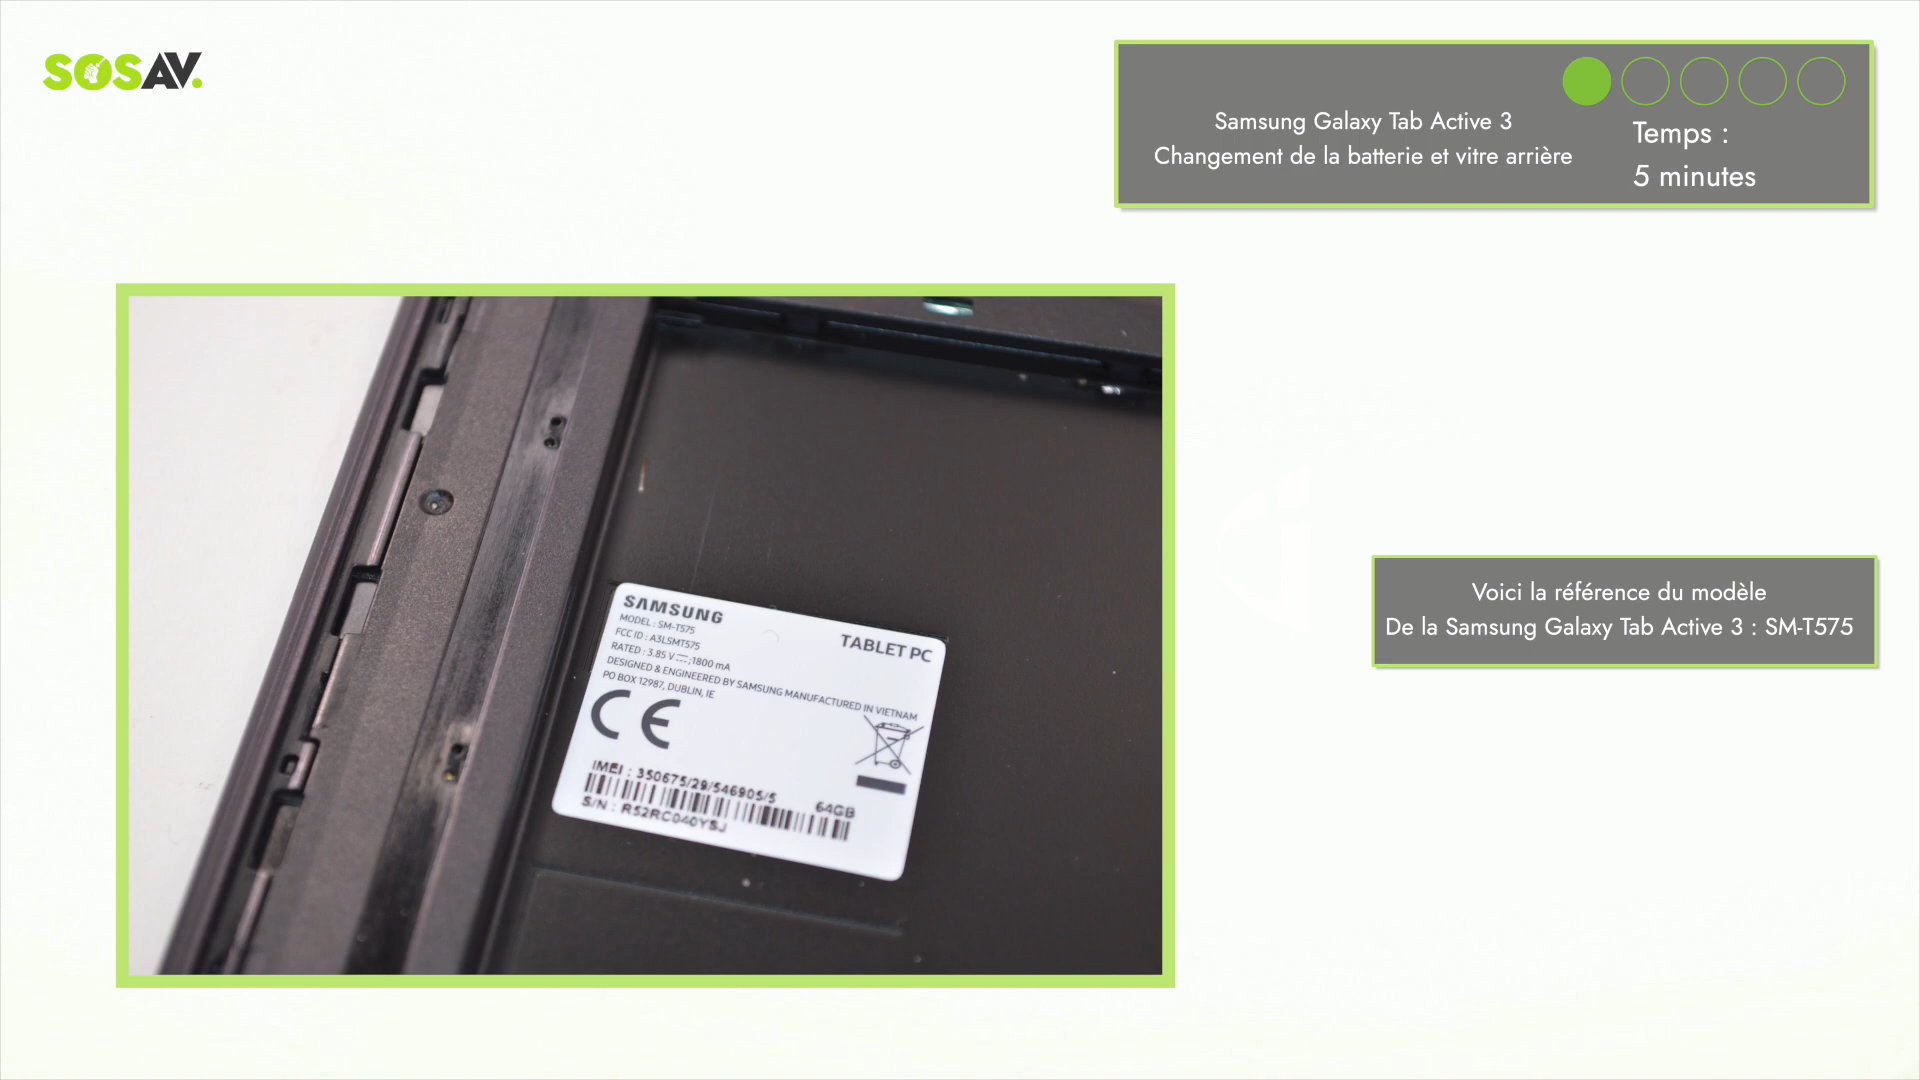 SOSAV.
Samsung Galaxy Tab Active 3
Changement de la batterie et vitre arrière
Temps :
5 minutes
SAMSUNG
TABLET PC
MODEL : SM-T575
FCC ID : A3LSMT575
RATED : 3.85 V ⎓;1800 mA
DESIGNED & ENGINEERED BY SAMSUNG MANUFACTURED IN VIETNAM
PO BOX 12987, DUBLIN, IE
CE
IMEI : 350675/29/546905/5
64GB
S/N : R52RC040YSJ
Voici la référence du modèle
De la Samsung Galaxy Tab Active 3 : SM-T575